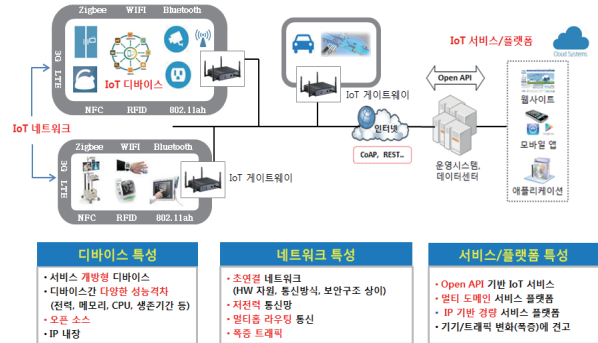 Zigbee WIFI Bluetooth
3G LTE
IoT 디바이스
NFC RFID 802.11ah
IoT 게이트웨이
IoT 서비스/플랫폼
Cloud Systems
Open API
웹사이트
모바일 앱
애플리케이션
인터넷
CoAP, REST..
운영시스템,
데이터센터
IoT 네트워크
Zigbee WIFI Bluetooth
3G LTE
NFC RFID 802.11ah
IoT 게이트웨이
디바이스 특성
• 서비스 개방형 디바이스
• 디바이스간 다양한 성능격차
(전력, 메모리, CPU, 생존기간 등)
• 오픈 소스
• IP 내장
네트워크 특성
• 초연결 네트워크
(HW 자원, 통신방식, 보안구조 상이)
• 저전력 통신망
• 멀티홉 라우팅 통신
• 폭증 트래픽
서비스/플랫폼 특성
• Open API 기반 IoT 서비스
• 멀티 도메인 서비스 플랫폼
• IP 기반 경량 서비스 플랫폼
• 기기/트래픽 변화(폭증)에 견고